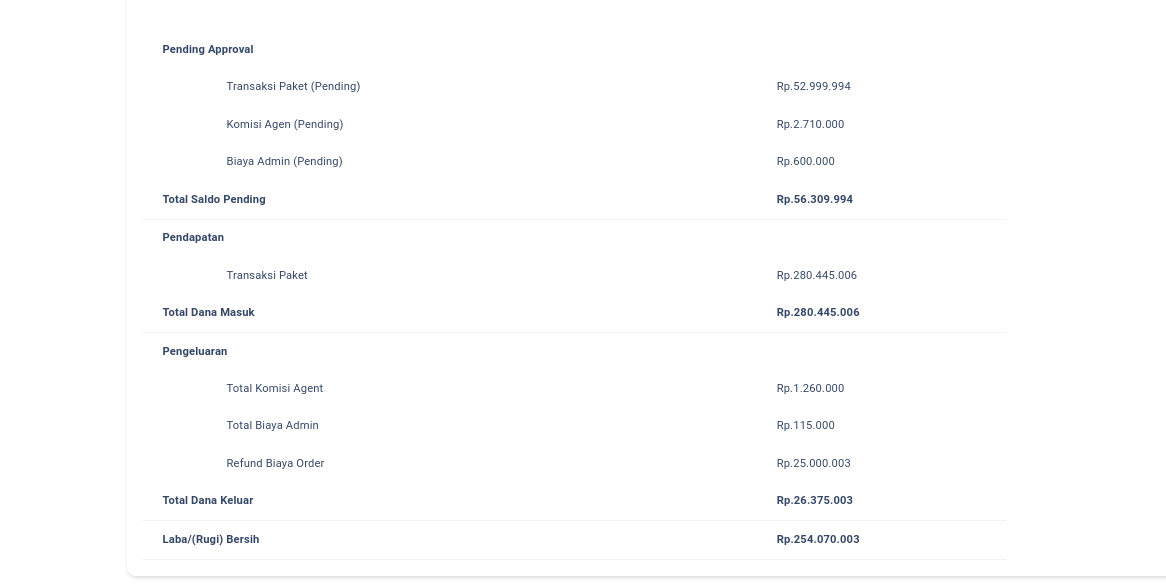 Pending Approval
Transaksi Paket (Pending) Rp.52.999.994
Komisi Agen (Pending) Rp.2.710.000
Biaya Admin (Pending) Rp.600.000
Total Saldo Pending Rp.56.309.994
Pendapatan
Transaksi Paket Rp.280.445.006
Total Dana Masuk Rp.280.445.006
Pengeluaran
Total Komisi Agent Rp.1.260.000
Total Biaya Admin Rp.115.000
Refund Biaya Order Rp.25.000.003
Total Dana Keluar Rp.26.375.003
Laba/(Rugi) Bersih Rp.254.070.003